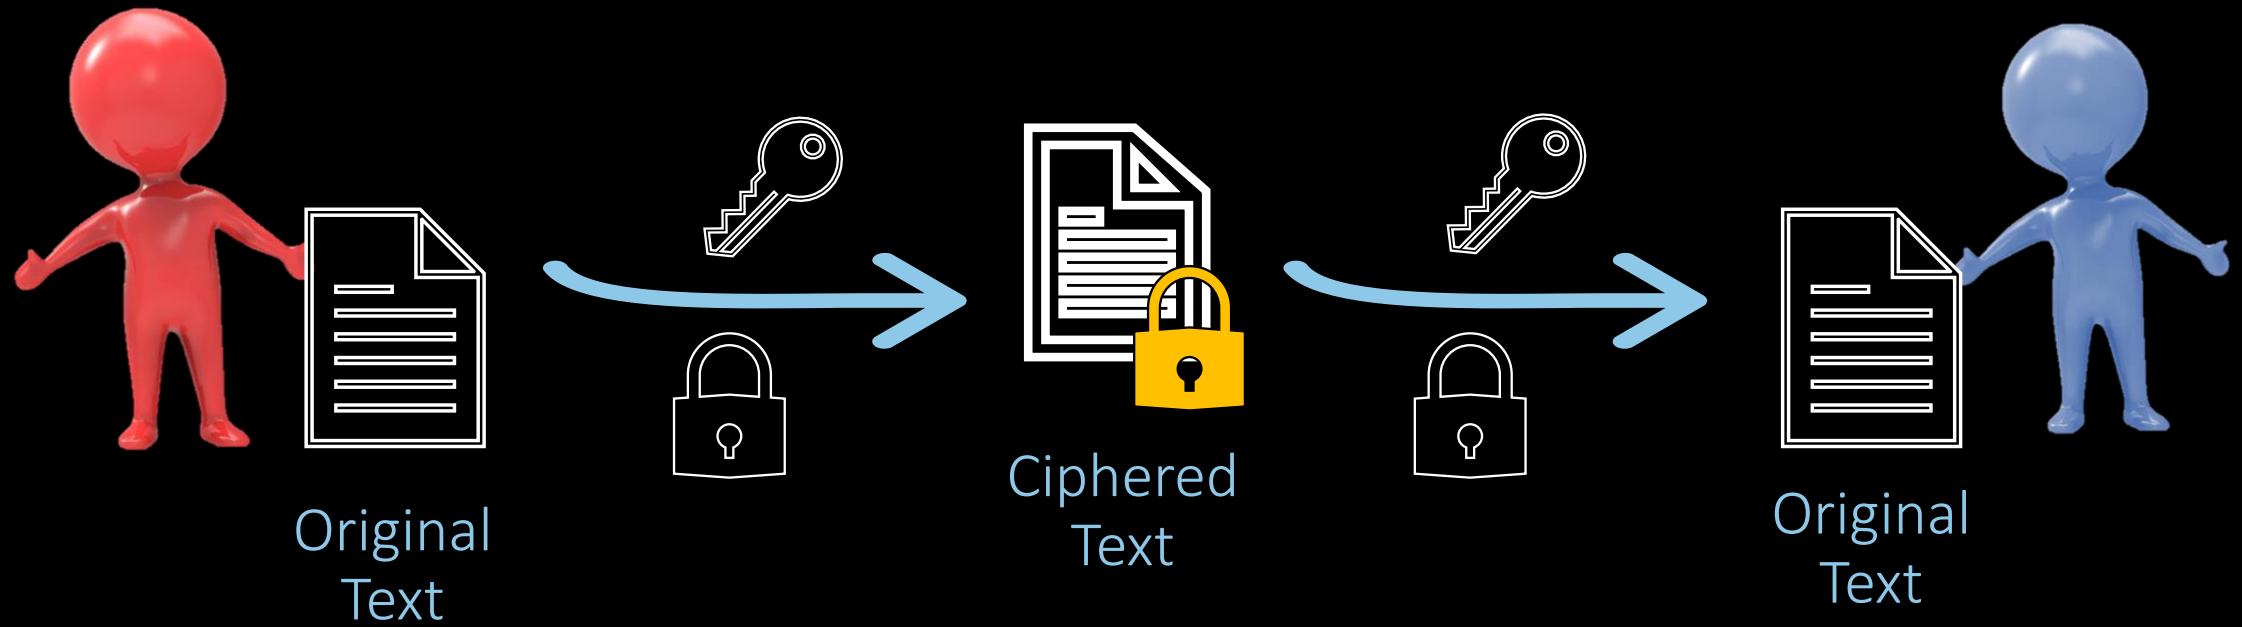 Original
Text
Ciphered
Text
Original
Text